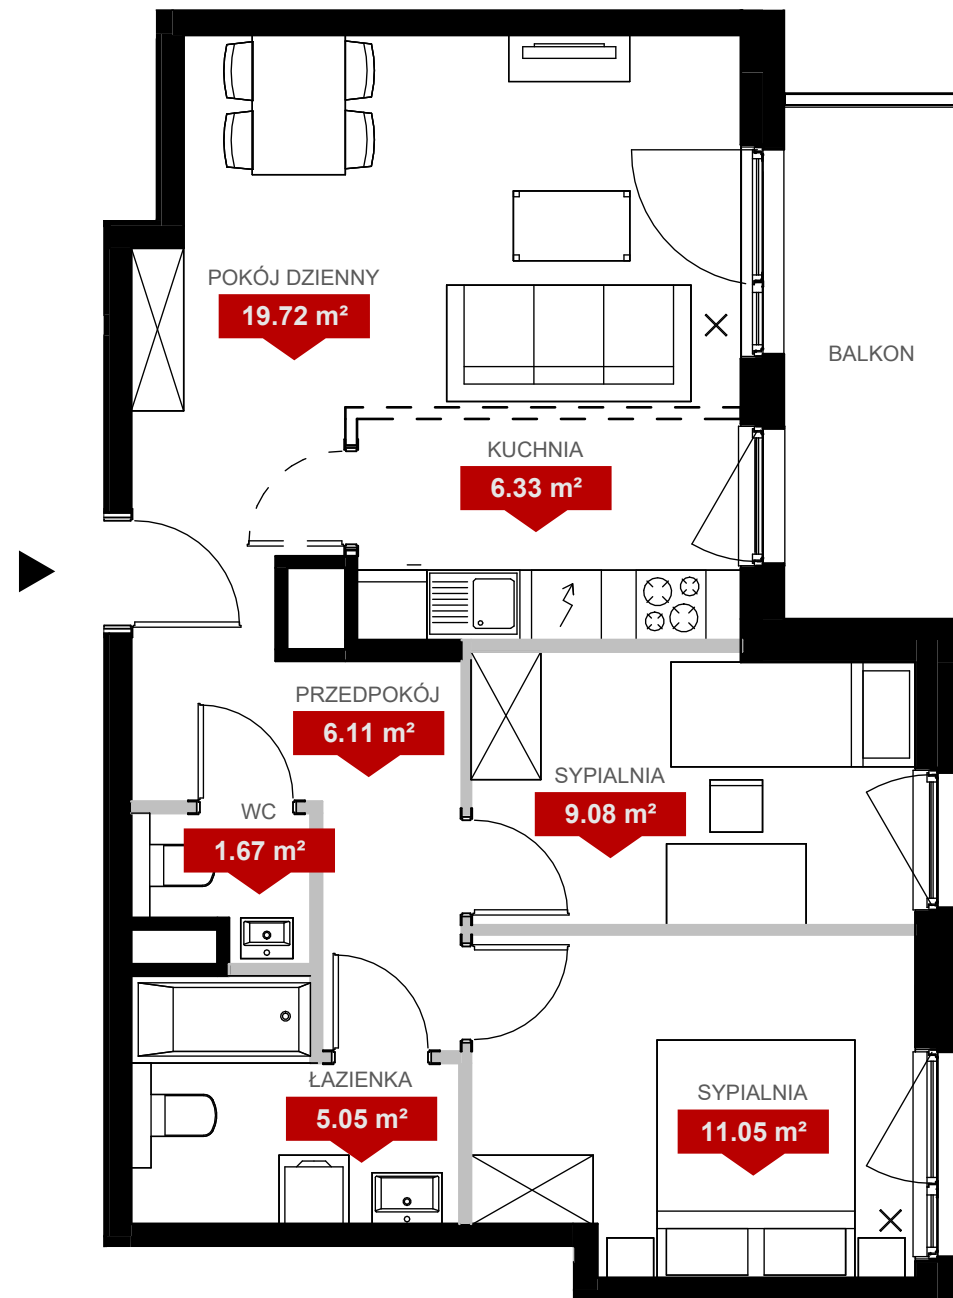 POKÓJ DZIENNY
19.72 m²
BALKON
KUCHNIA
6.33 m²
PRZEDPOKÓJ
6.11 m²
SYPIALNIA
9.08 m²
WC
1.67 m²
ŁAZIENKA
5.05 m²
SYPIALNIA
11.05 m²